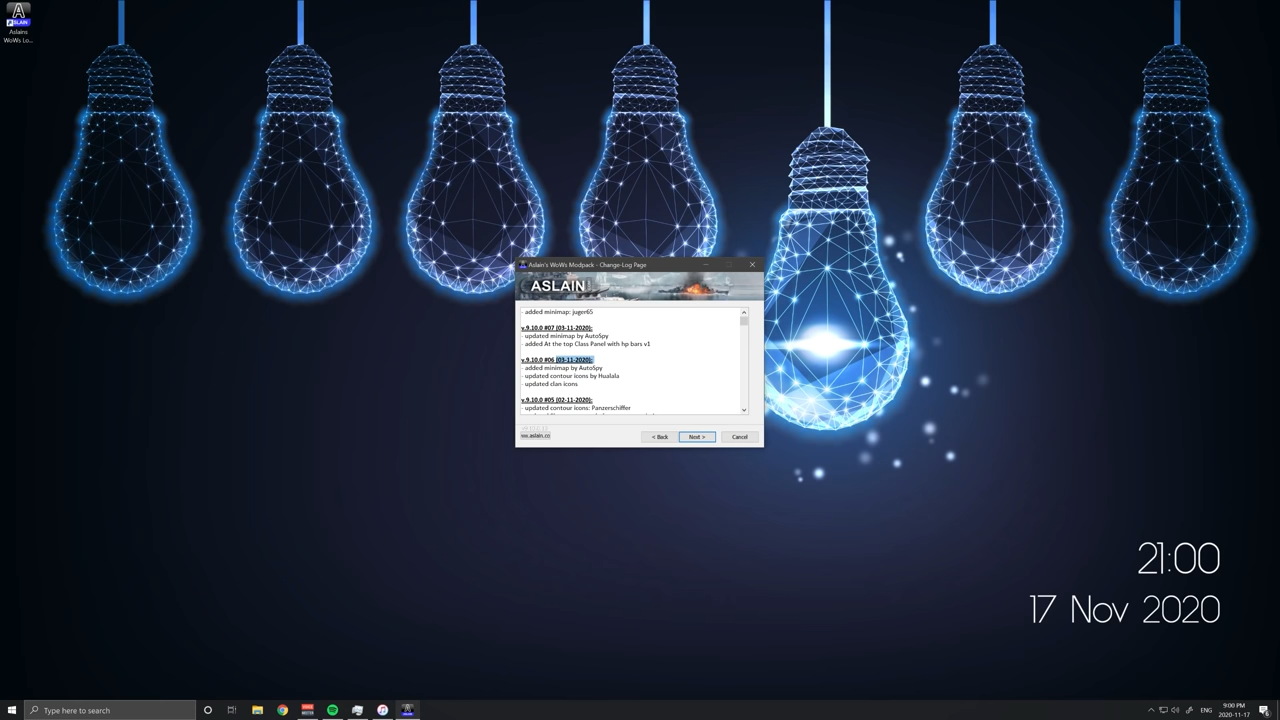 A
SLAIN
Aslains
WoWs Lo...
Aslain's WoWs Modpack - Change-Log Page
ASLAIN
- added minimap: juger65
v.9.10.0 #07 (03-11-2020):
- updated minimap by AutoSpy
- added At the top Class Panel with hp bars v1
v.9.10.0 #06 (03-11-2020):
- added minimap by AutoSpy
- updated contour icons by Hualala
- updated clan icons
v.9.10.0 #05 (02-11-2020):
- updated contour icons: Panzerschiffer
ww.aslain.co
< Back
Next >
Cancel
21:00
17 Nov 2020
Type here to search
ENG
9:00 PM
2020-11-17